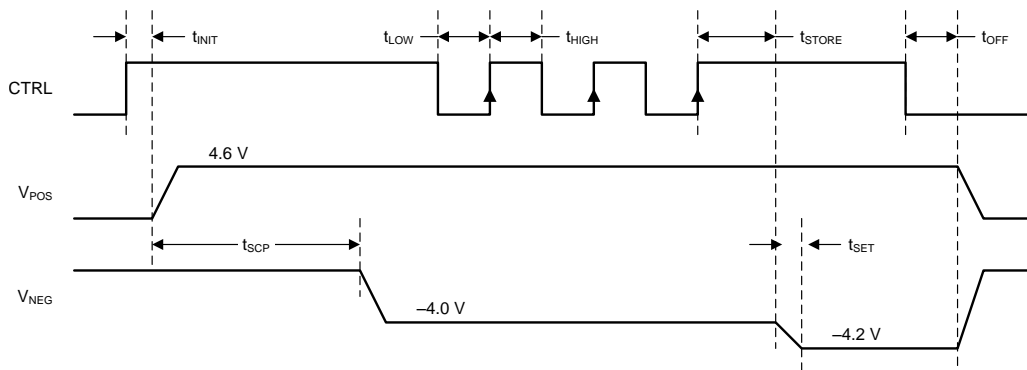 tINIT
tLOW
tHIGH
tSTORE
tOFF
CTRL
4.6 V
VPOS
tSCP
tSET
VNEG
–4.0 V
–4.2 V